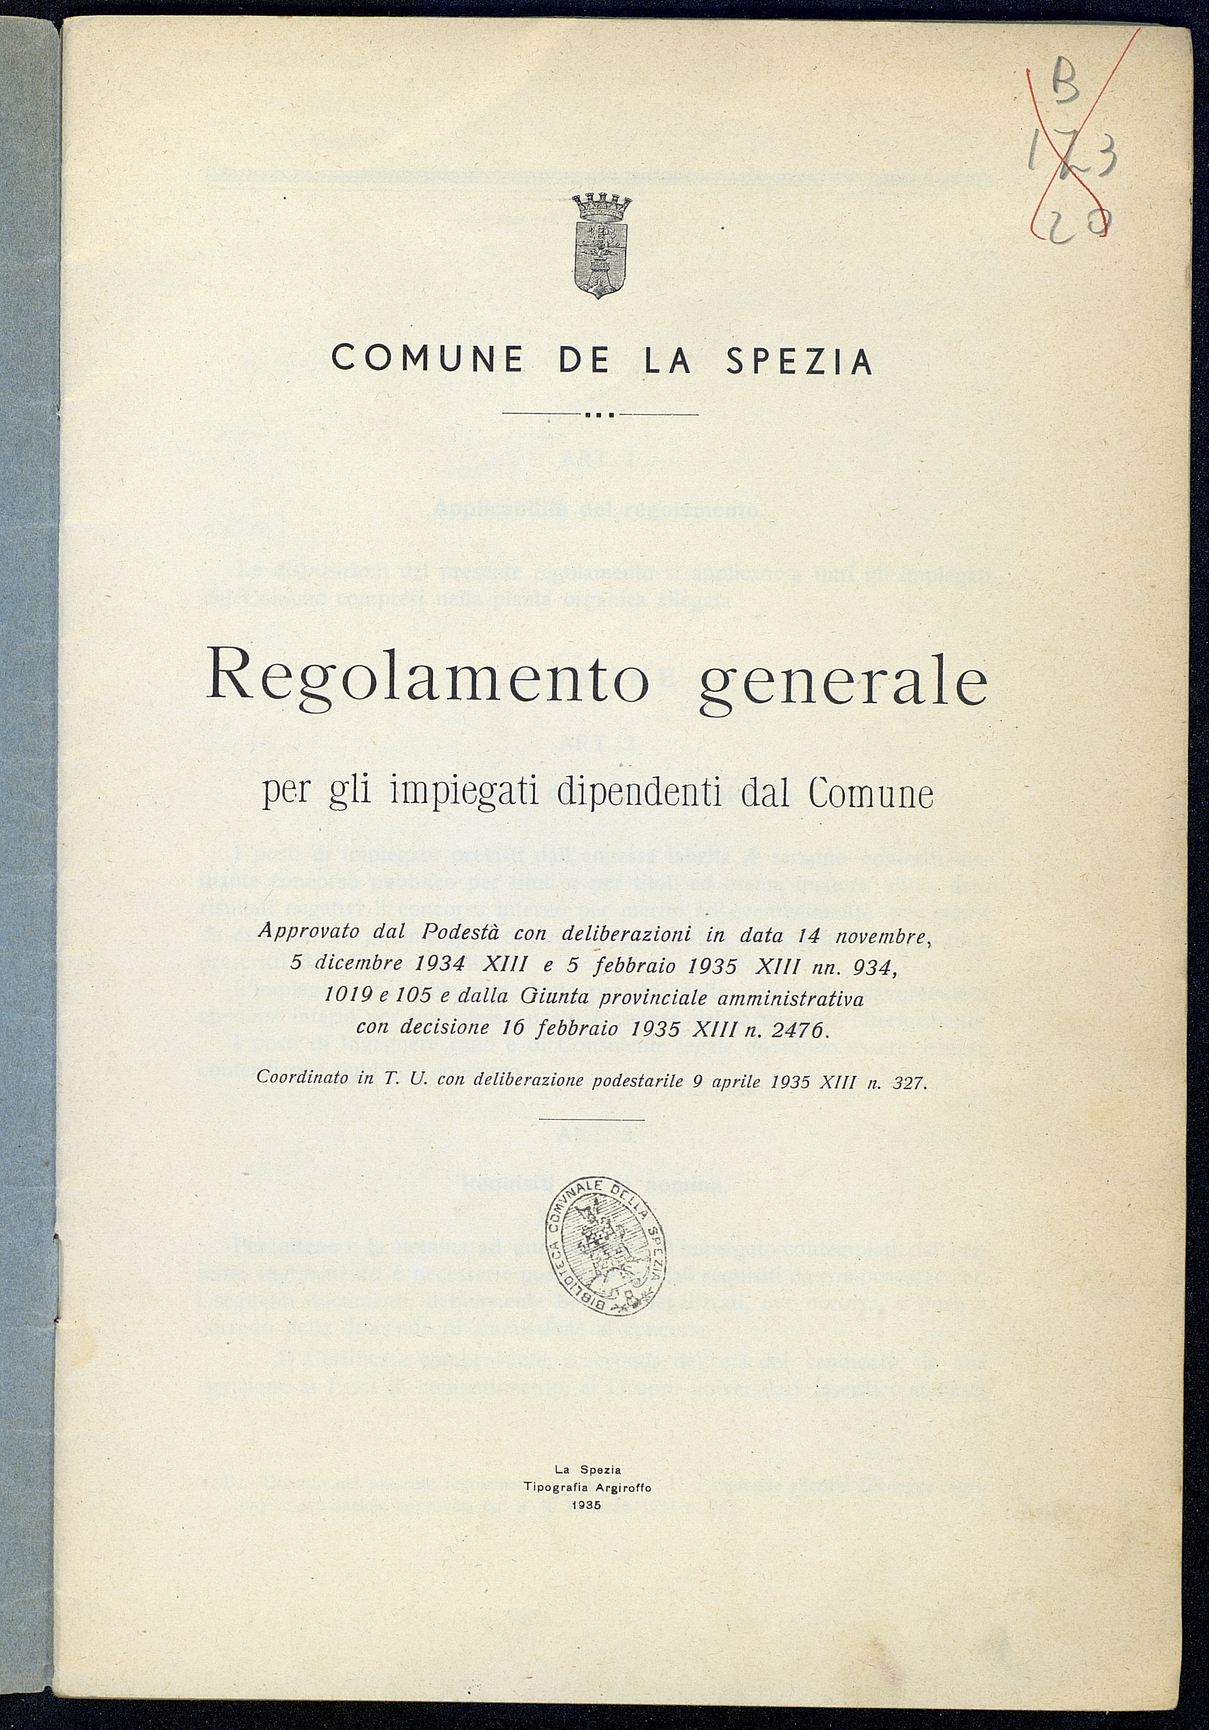 B
123
20
COMUNE DE LA SPEZIA
Regolamento generale
per gli impiegati dipendenti dal Comune
Approvato dal Podestà con deliberazioni in data 14 novembre,
5 dicembre 1934 XIII e 5 febbraio 1935 XIII nn. 934,
1019 e 105 e dalla Giunta provinciale amministrativa
con decisione 16 febbraio 1935 XIII n. 2476.
Coordinato in T. U. con deliberazione podestarile 9 aprile 1935 XIII n. 327.
BIBLIOTECA COMVNALE DELLA SPEZIA
La Spezia
Tipografia Argiroffo
1935